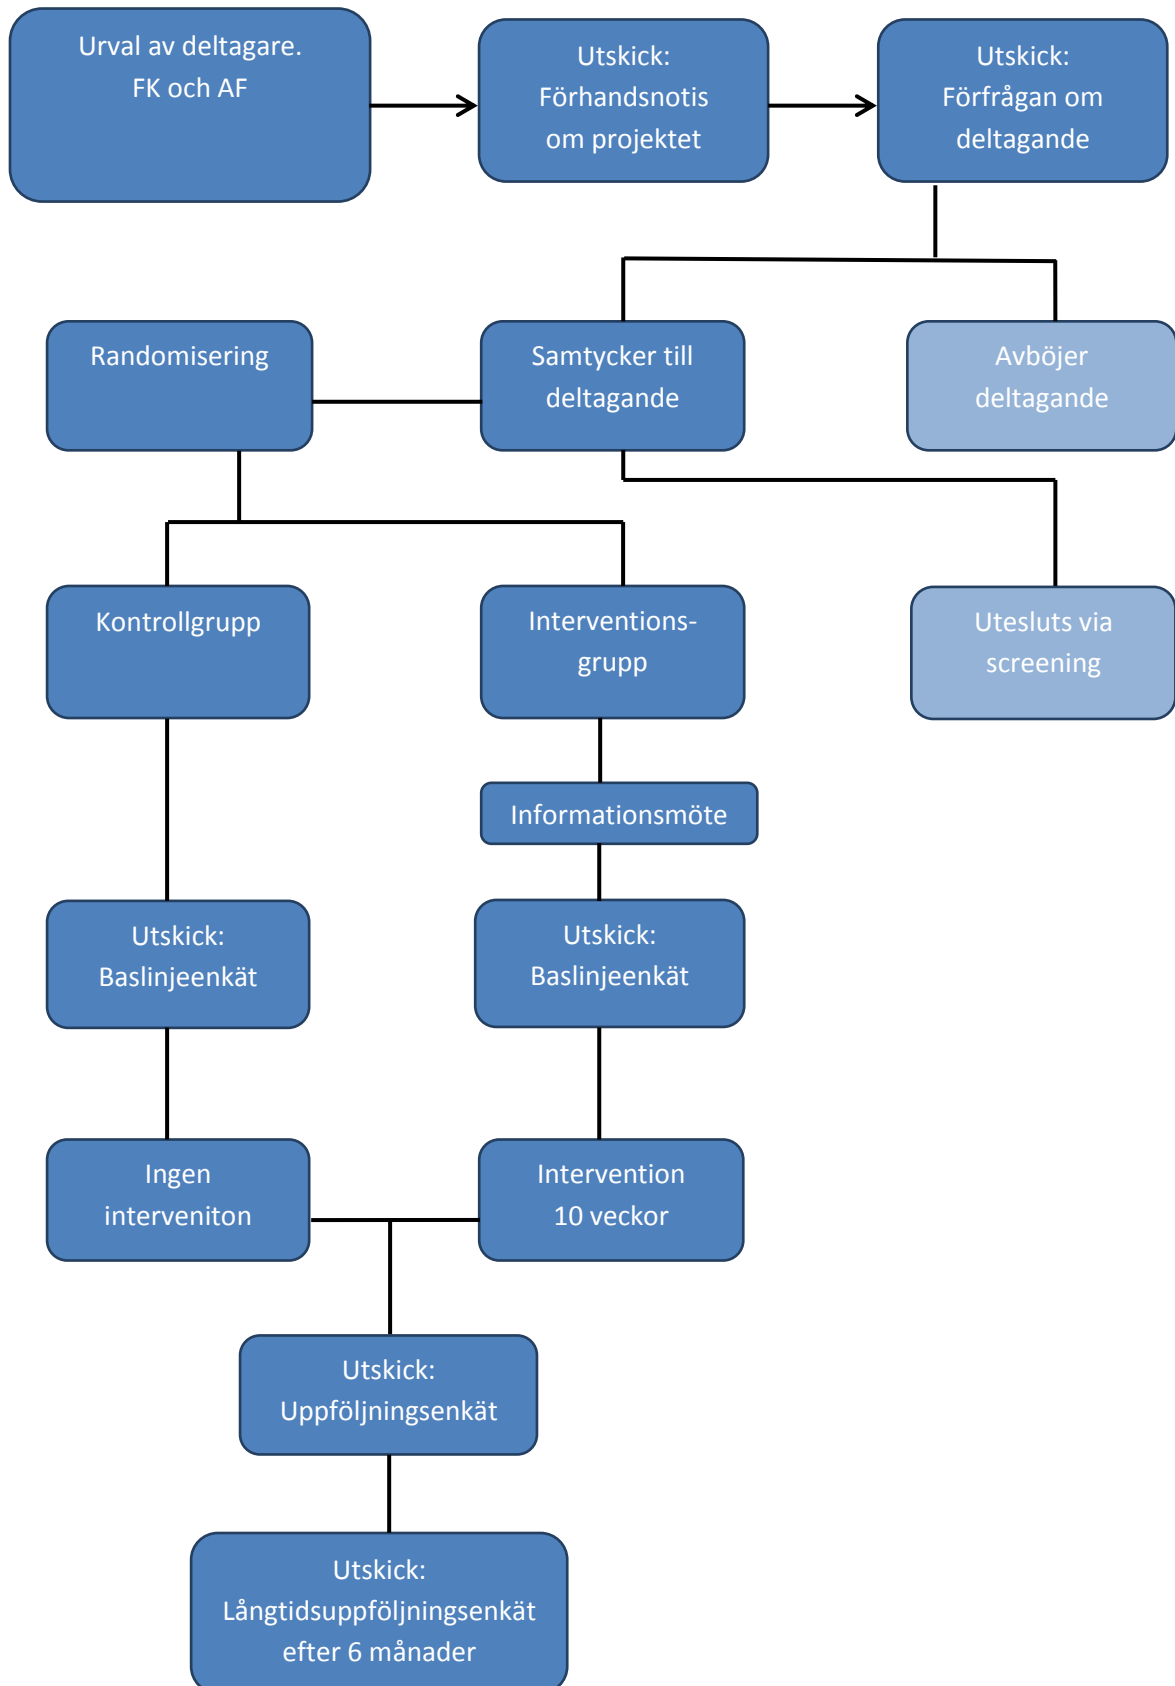 Urval av deltagare.
FK och AF
Utskick:
Förhandsnotis
om projektet
Utskick:
Förfrågan om
deltagande
Randomisering
Samtycker till
deltagande
Avböjer
deltagande
Kontrollgrupp
Interventions-
grupp
Utesluts via
screening
Informationsmöte
Utskick:
Baslinjeenkät
Utskick:
Baslinjeenkät
Ingen
interveniton
Intervention
10 veckor
Utskick:
Uppföljningsenkät
Utskick:
Långtidsuppföljningsenkät
efter 6 månader